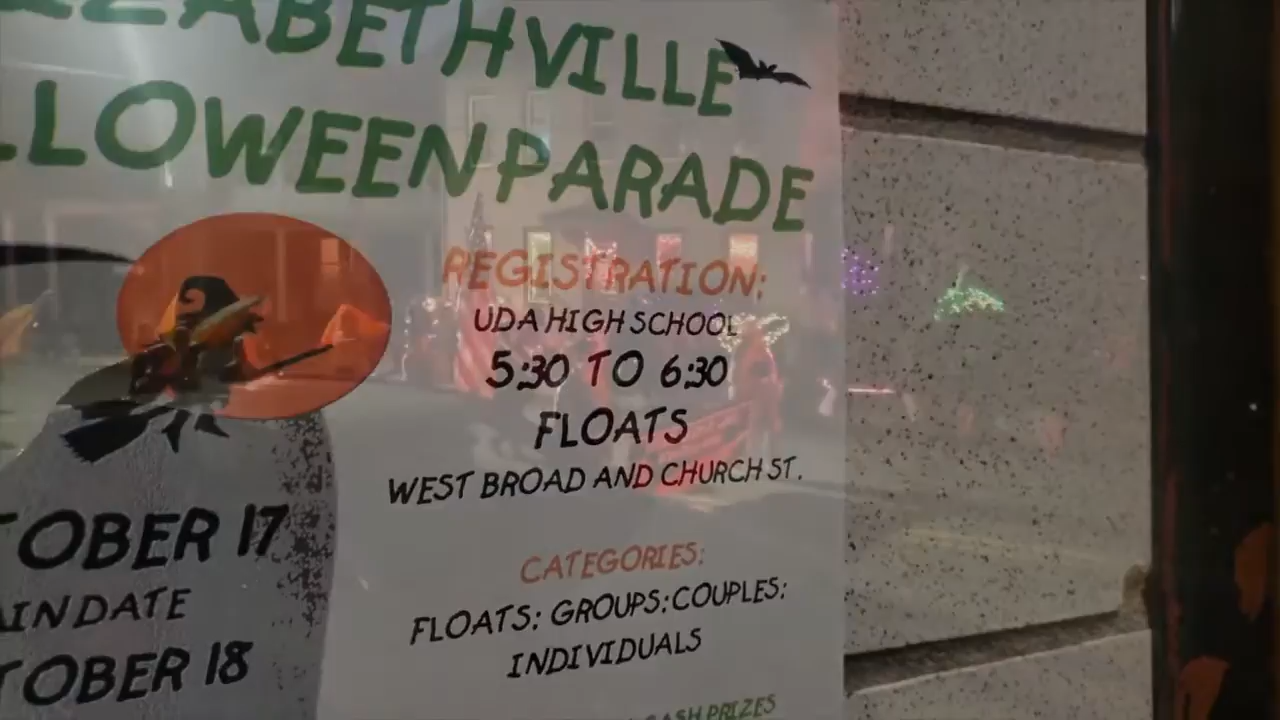 IZABETHVILLE
LLOWEEN PARADE
REGISTRATION:
UDA HIGH SCHOOL
5:30 TO 6:30
FLOATS
WEST BROAD AND CHURCH ST.
TOBER 17
AIN DATE
TOBER 18
CATEGORIES:
FLOATS: GROUPS: COUPLES:
INDIVIDUALS
CASH PRIZES